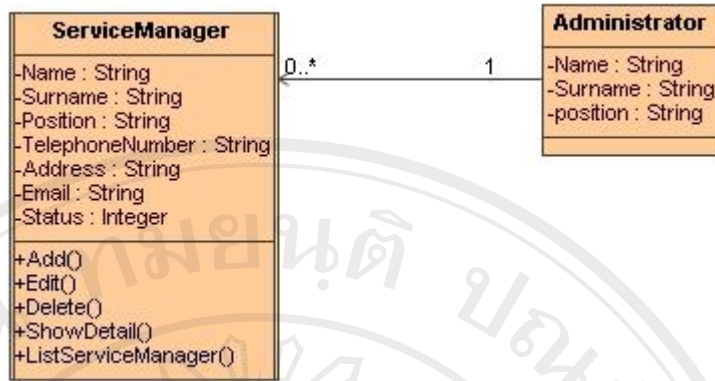 ServiceManager
-Name : String
-Surname : String
-Position : String
-TelephoneNumber : String
-Address : String
-Email : String
-Status : Integer
+Add()
+Edit()
+Delete()
+ShowDetail()
+ListServiceManager()
0..* 1
Administrator
-Name : String
-Surname : String
-position : String